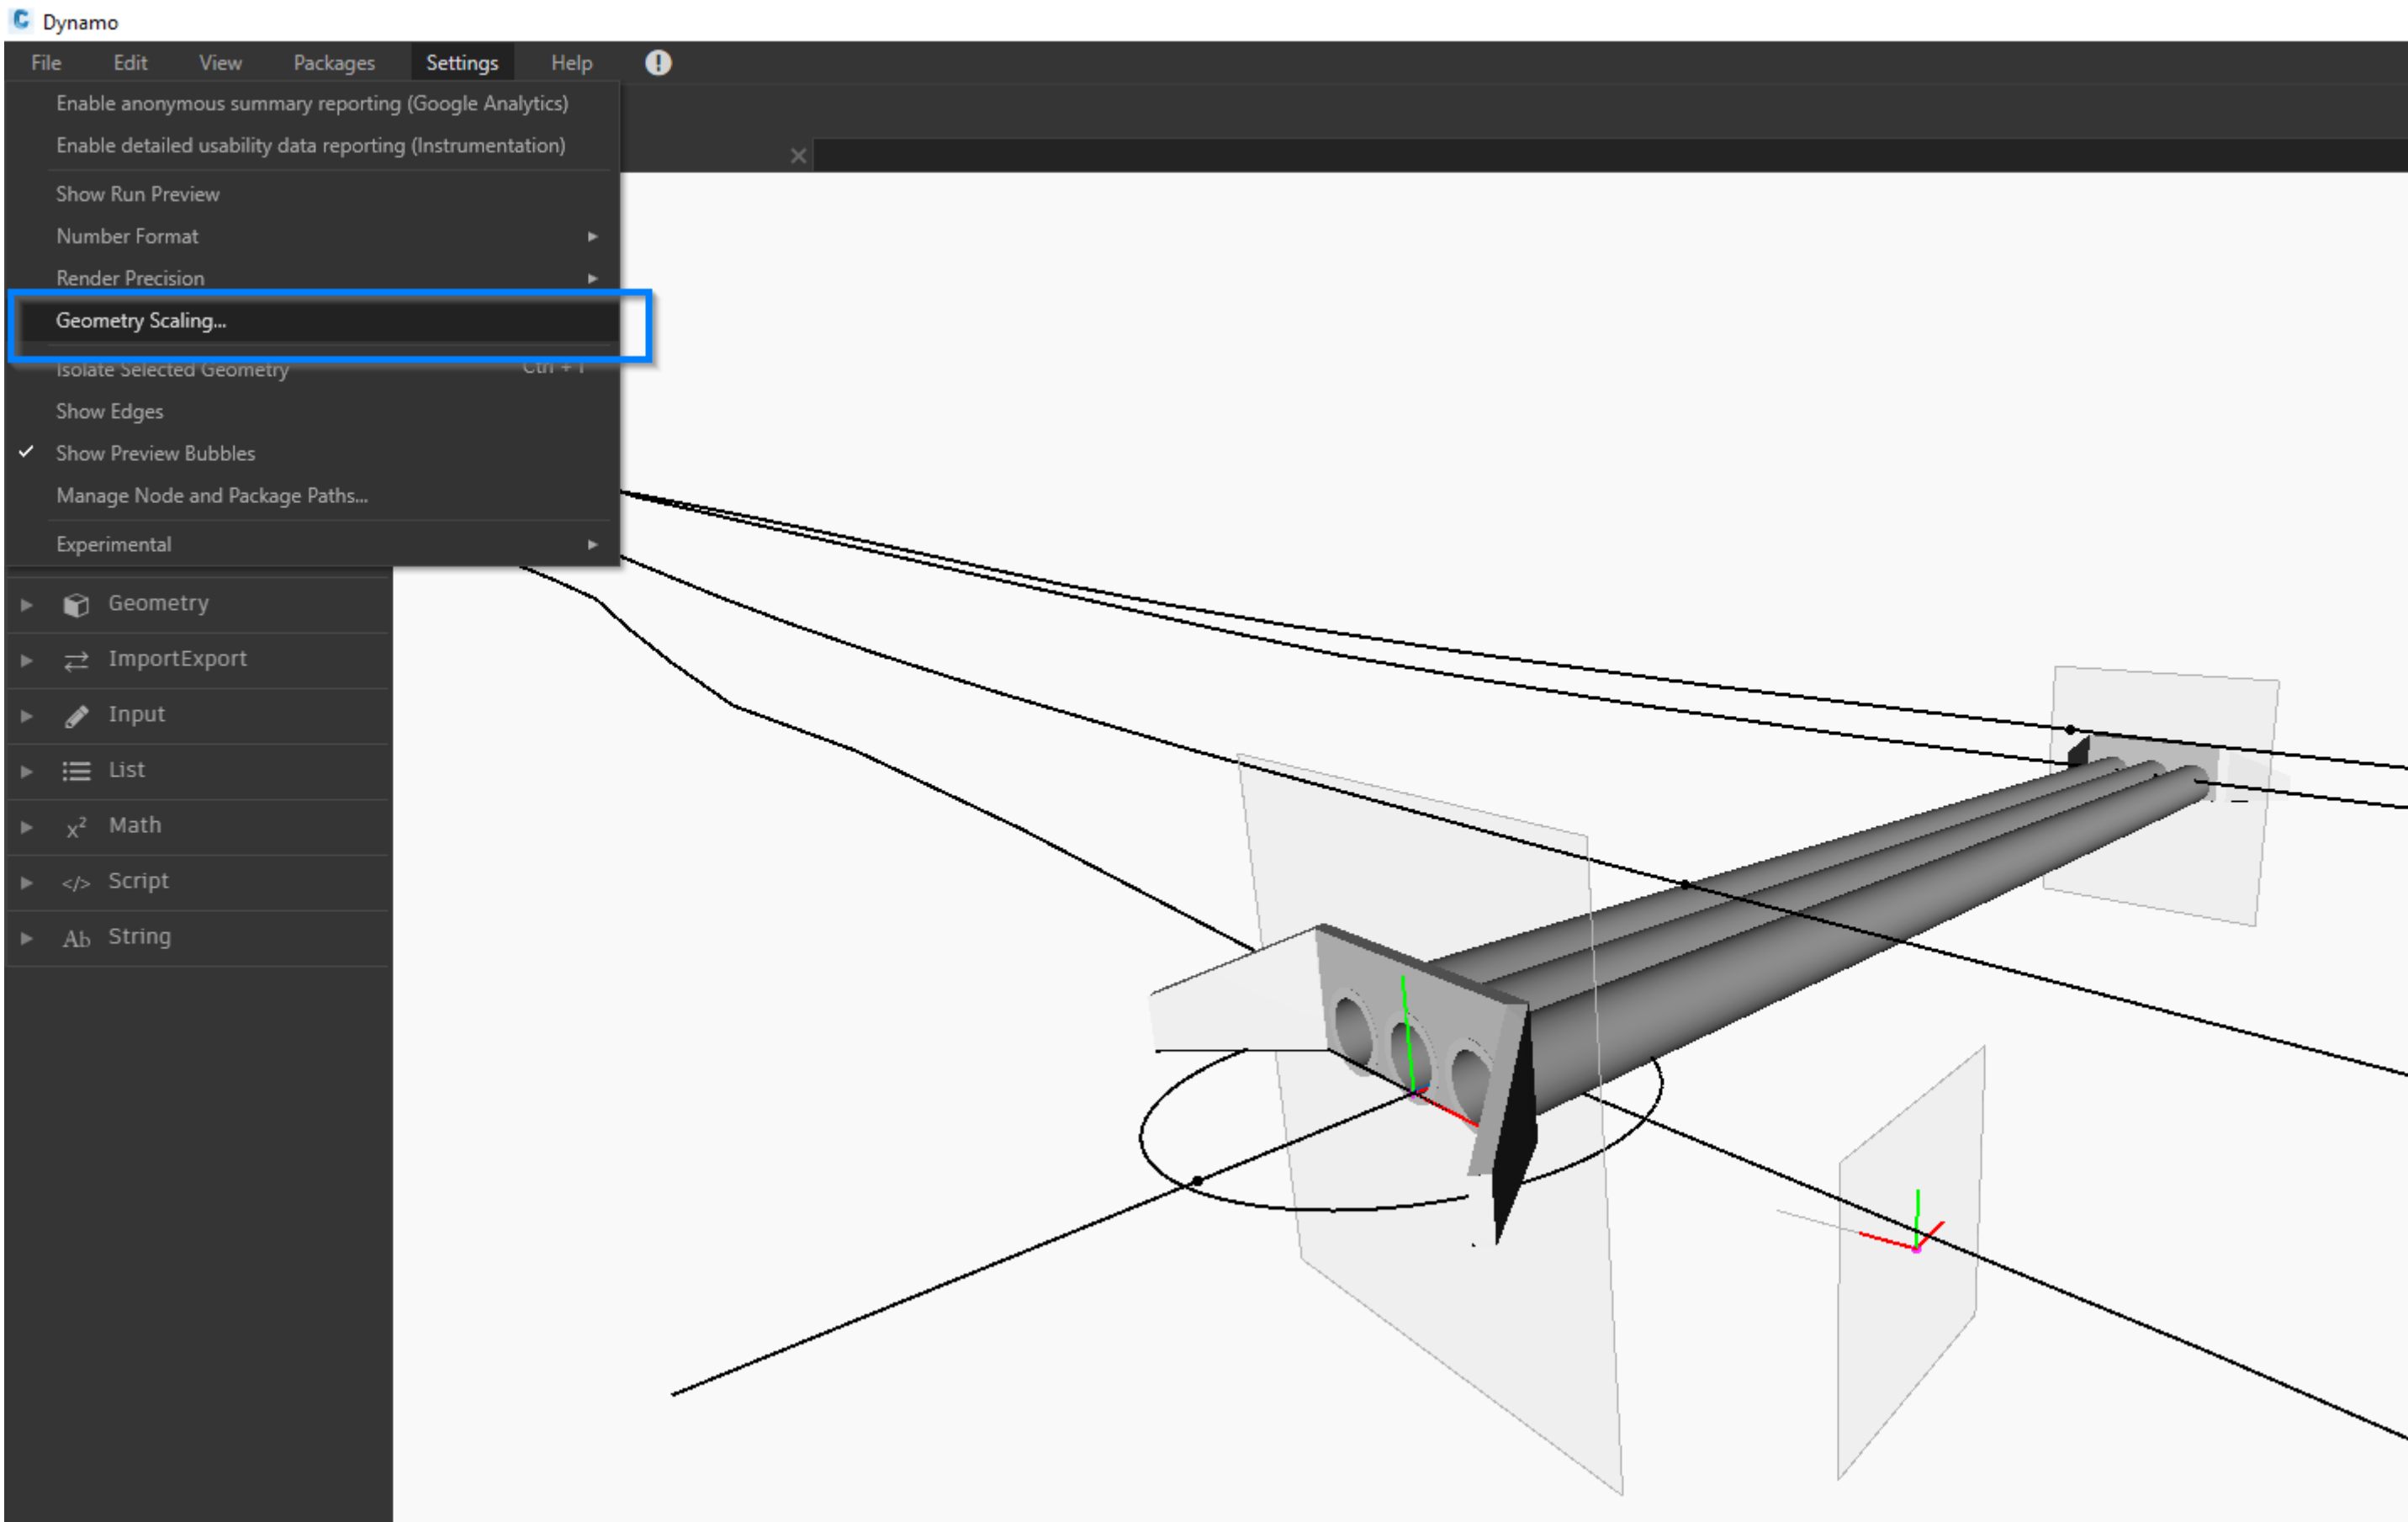 Dynamo
File Edit View Packages Settings Help
Enable anonymous summary reporting (Google Analytics)
Enable detailed usability data reporting (Instrumentation)
Show Run Preview
Number Format
Render Precision
Geometry Scaling...
Isolate Selected Geometry Ctrl + I
Show Edges
Show Preview Bubbles
Manage Node and Package Paths...
Experimental
Geometry
ImportExport
Input
List
x² Math
</> Script
Ab String